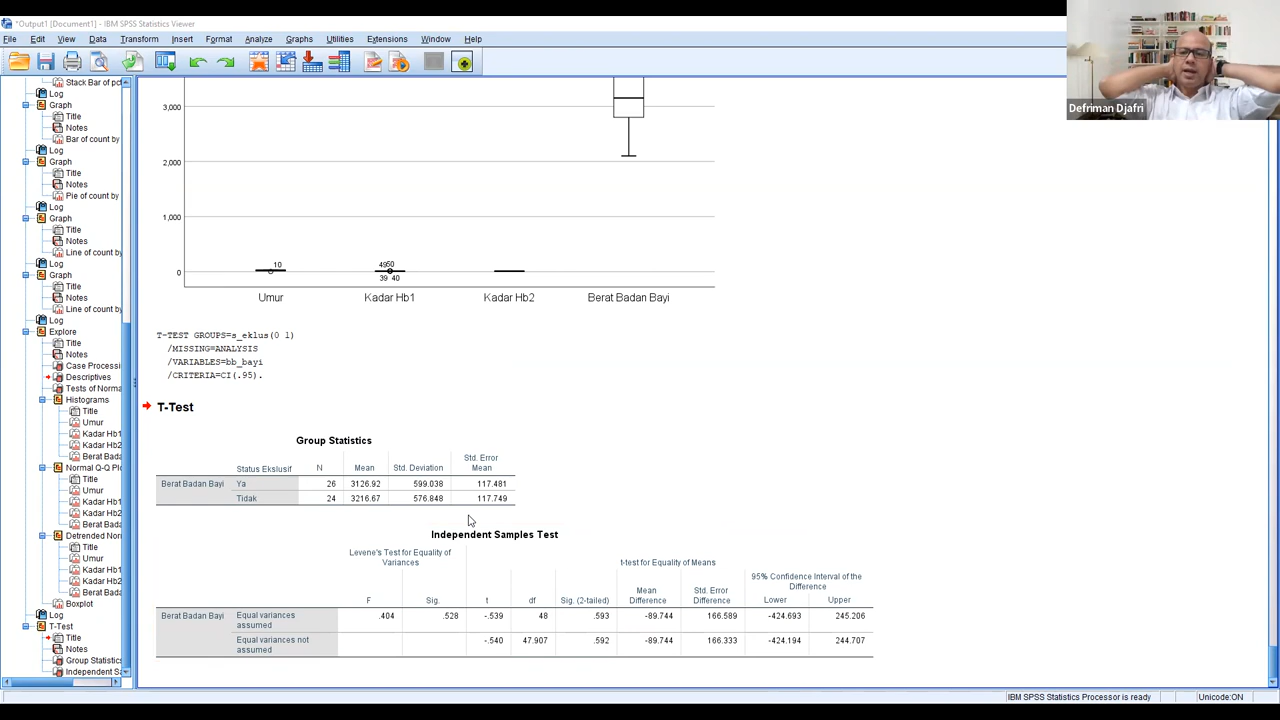 *Output1 [Document1] - IBM SPSS Statistics Viewer
File Edit View Data Transform Insert Format Analyze Graphs Utilities Extensions Window Help
Defriman Djafri
Stack Bar of pct
Log
Graph
Title
Notes
Bar of count by
Log
Graph
Title
Notes
Pie of count by
Log
Graph
Title
Notes
Line of count by
Log
Graph
Title
Notes
Line of count by
Log
Explore
Title
Notes
Case Processi
Descriptives
Tests of Norma
Histograms
Title
Umur
Kadar Hb1
Kadar Hb2
Berat Bada
Normal Q-Q Plo
Title
Umur
Kadar Hb1
Kadar Hb2
Berat Bada
Detrended Norr
Title
Umur
Kadar Hb1
Kadar Hb2
Berat Bada
Boxplot
Log
T-Test
Title
Notes
Group Statistics
Independent Sa
3,000
2,000
1,000
0
10
4950
39 40
Umur Kadar Hb1 Kadar Hb2 Berat Badan Bayi
T-TEST GROUPS=s_eklus(0 1)
/MISSING=ANALYSIS
/VARIABLES=bb_bayi
/CRITERIA=CI(.95).
T-Test
Group Statistics
Status Ekslusif N Mean Std. Deviation Std. Error Mean
Berat Badan Bayi Ya 26 3126.92 599.038 117.481
Tidak 24 3216.67 576.848 117.749
Independent Samples Test
Levene's Test for Equality of Variances t-test for Equality of Means
95% Confidence Interval of the Difference
F Sig. t df Sig. (2-tailed) Mean Difference Std. Error Difference Lower Upper
Berat Badan Bayi Equal variances assumed .404 .528 -.539 48 .593 -89.744 166.589 -424.693 245.206
Equal variances not assumed -.540 47.907 .592 -89.744 166.333 -424.194 244.707
IBM SPSS Statistics Processor is ready Unicode:ON